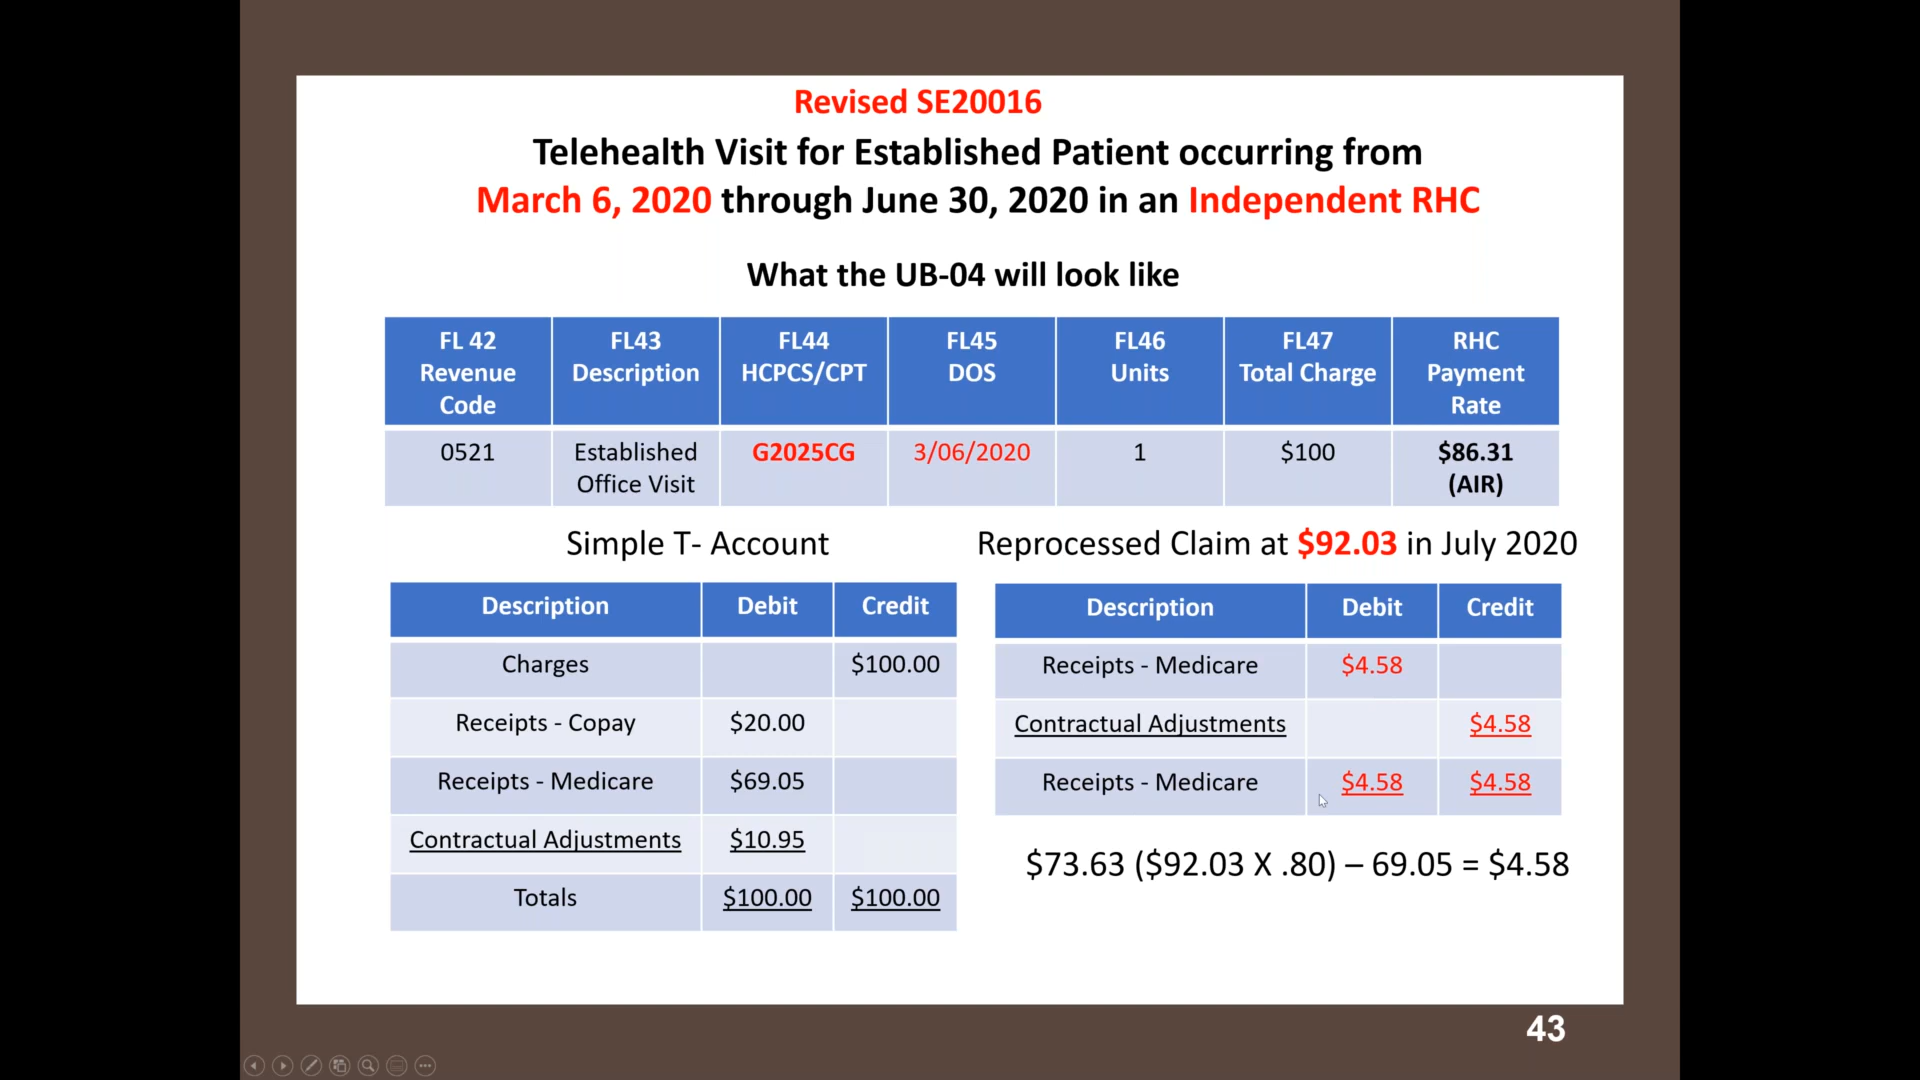 Revised SE20016
Telehealth Visit for Established Patient occurring from
March 6, 2020 through June 30, 2020 in an Independent RHC
What the UB-04 will look like
FL 42 Revenue Code | FL43 Description | FL44 HCPCS/CPT | FL45 DOS | FL46 Units | FL47 Total Charge | RHC Payment Rate
0521 | Established Office Visit | G2025CG | 3/06/2020 | 1 | $100 | $86.31 (AIR)
Simple T- Account
Description | Debit | Credit
Charges | | $100.00
Receipts - Copay | $20.00 |
Receipts - Medicare | $69.05 |
Contractual Adjustments | $10.95 |
Totals | $100.00 | $100.00
Reprocessed Claim at $92.03 in July 2020
Description | Debit | Credit
Receipts - Medicare | $4.58 |
Contractual Adjustments | | $4.58
Receipts - Medicare | $4.58 | $4.58
$73.63 ($92.03 X .80) – 69.05 = $4.58
43